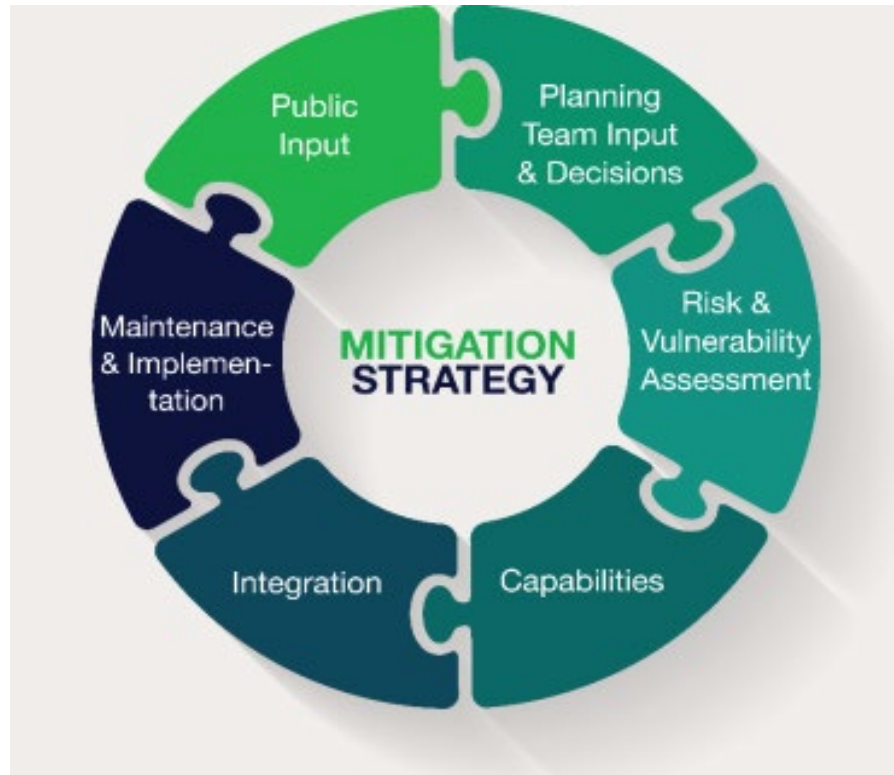 Public
Input
Planning
Team Input
& Decisions
Risk &
Vulnerability
Assessment
Capabilities
Integration
Maintenance
& Implemen-
tation
MITIGATION
STRATEGY